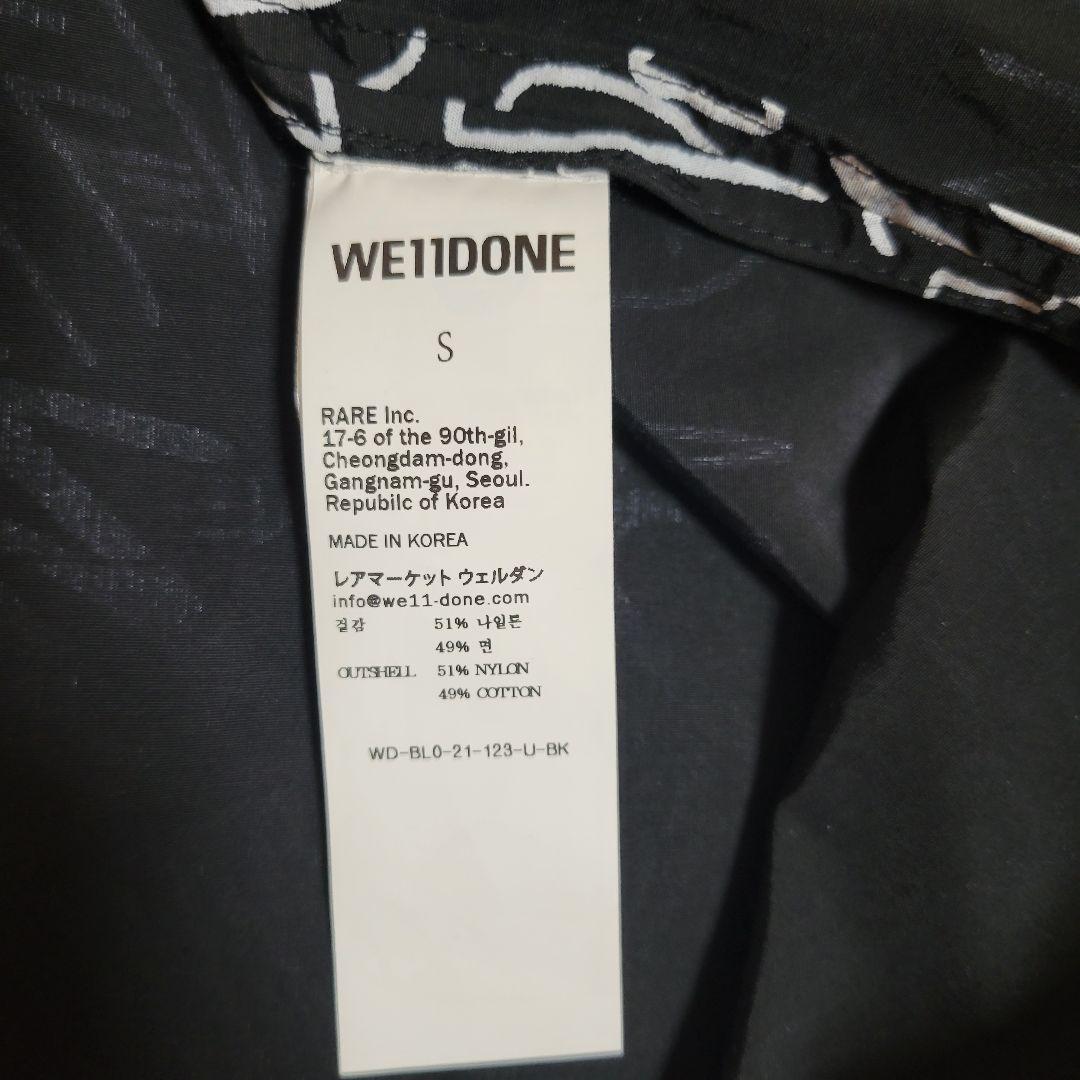 WE11DONE
S
RARE Inc.
17-6 of the 90th-gil,
Cheongdam-dong,
Gangnam-gu, Seoul.
Repubilc of Korea
MADE IN KOREA
レアマーケット ウェルダン
info@we11-done.com
겉감 51% 나일론
49% 면
OUTSHELL 51% NYLON
49% COTTON
WD-BL0-21-123-U-BK